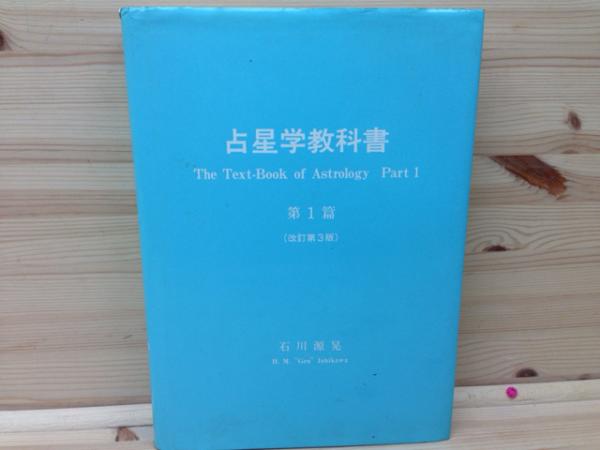 占星学教科書
The Text-Book of Astrology Part 1
第1篇
（改訂第3版）
石川源晃
H. M. "Gen" Ishikawa